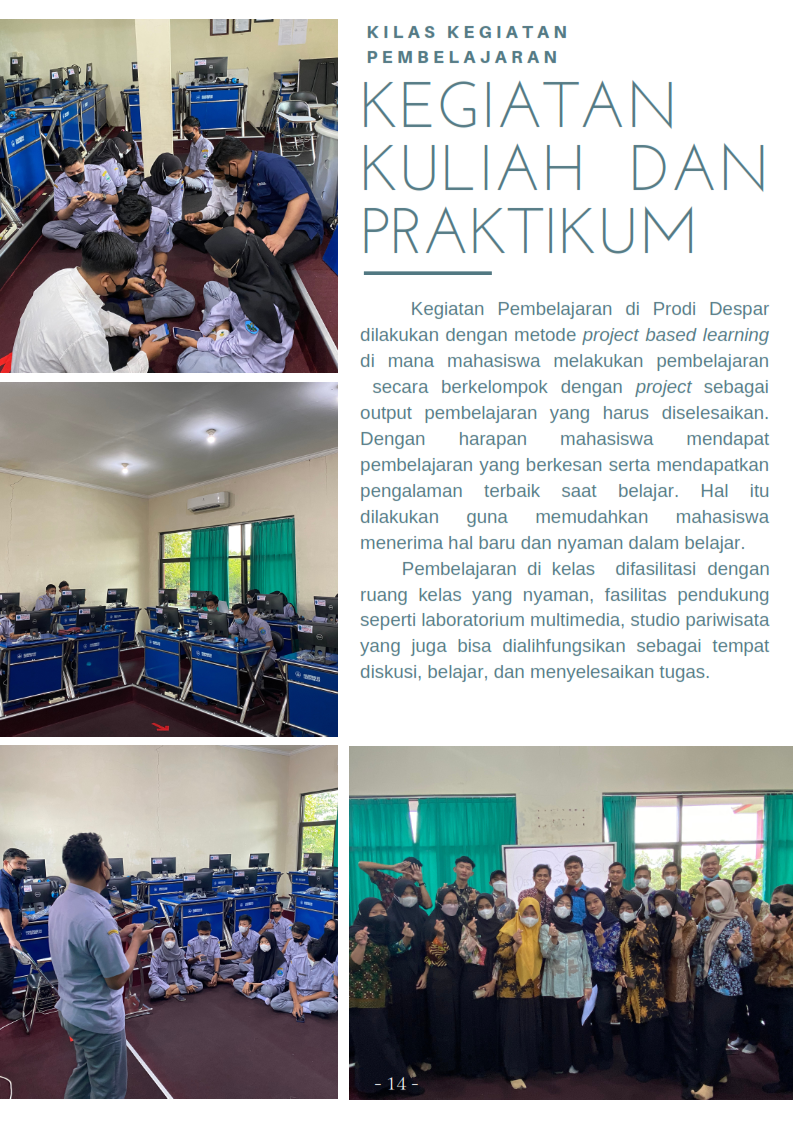 KILAS KEGIATAN
PEMBELAJARAN
KEGIATAN
KULIAH DAN
PRAKTIKUM
Kegiatan Pembelajaran di Prodi Despar
dilakukan dengan metode project based learning
di mana mahasiswa melakukan pembelajaran
secara berkelompok dengan project sebagai
output pembelajaran yang harus diselesaikan.
Dengan harapan mahasiswa mendapat
pembelajaran yang berkesan serta mendapatkan
pengalaman terbaik saat belajar. Hal itu
dilakukan guna memudahkan mahasiswa
menerima hal baru dan nyaman dalam belajar.
Pembelajaran di kelas difasilitasi dengan
ruang kelas yang nyaman, fasilitas pendukung
seperti laboratorium multimedia, studio pariwisata
yang juga bisa dialihfungsikan sebagai tempat
diskusi, belajar, dan menyelesaikan tugas.
- 14 -